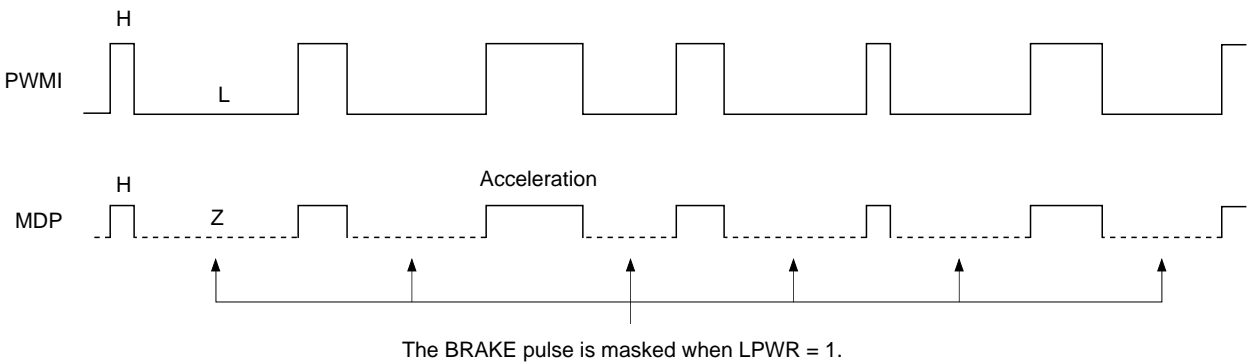 H
PWMI
L
H
Acceleration
MDP
Z
The BRAKE pulse is masked when LPWR = 1.